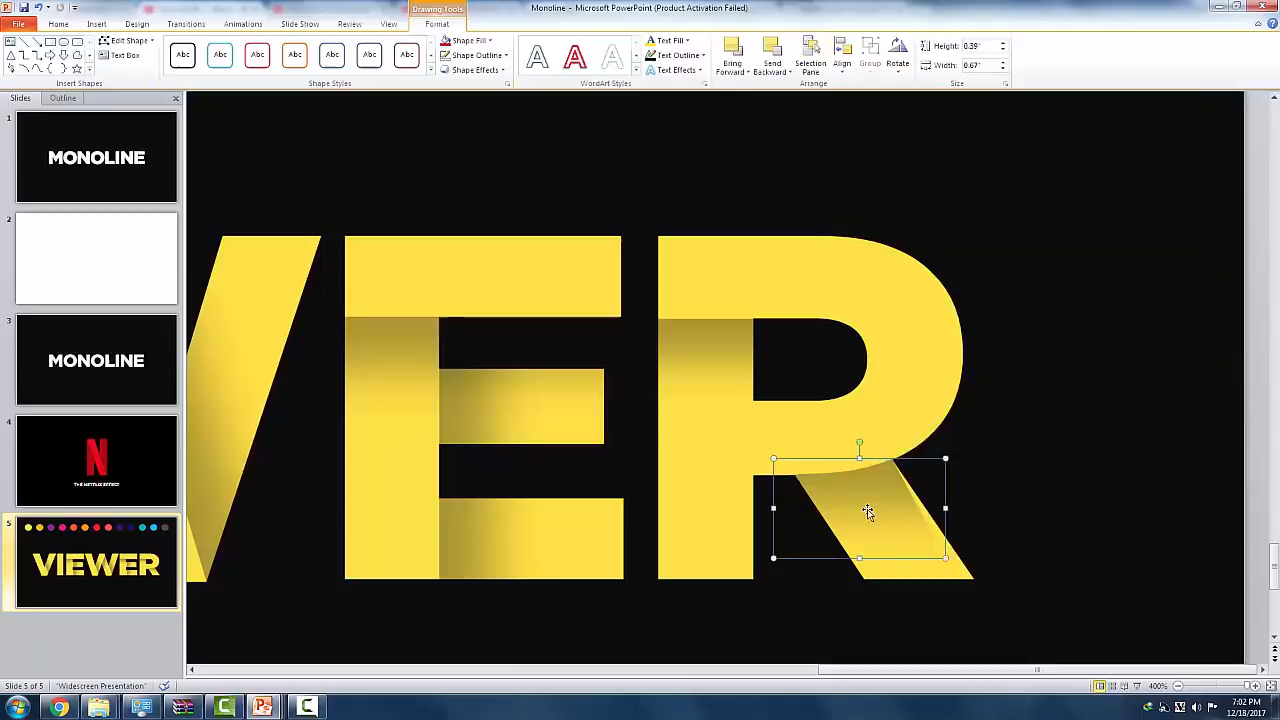 Monoline - Microsoft PowerPoint (Product Activation Failed)
Drawing Tools
File Home Insert Design Transitions Animations Slide Show Review View Format
Edit Shape
Text Box
Insert Shapes
Abc Abc Abc Abc Abc Abc Abc
Shape Fill
Shape Outline
Shape Effects
Shape Styles
A A A
Text Fill
Text Outline
Text Effects
WordArt Styles
Bring Forward
Send Backward
Selection Pane
Align
Group
Rotate
Arrange
Height: 0.39"
Width: 0.67"
Size
Slides Outline
1
MONOLINE
2
3
MONOLINE
4
N
THE NETFLIX EFFECT
5
VIEWER
VER
Slide 5 of 5 "Widescreen Presentation" 400%
7:02 PM
12/18/2017